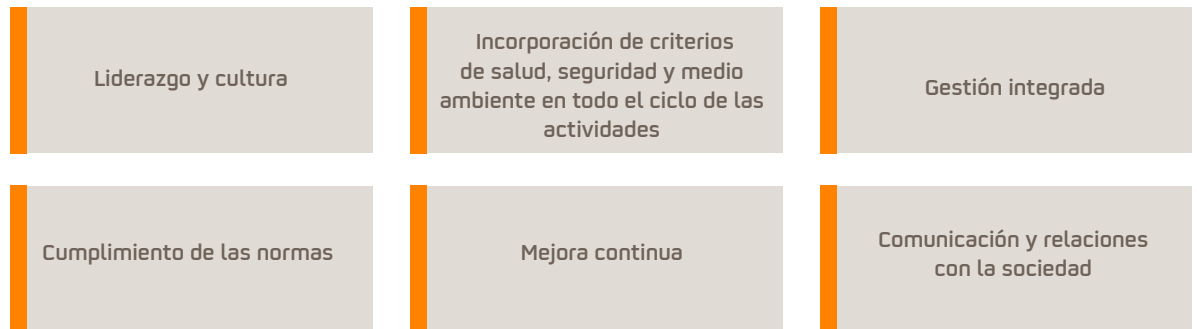 Liderazgo y cultura
Incorporación de criterios
de salud, seguridad y medio
ambiente en todo el ciclo de las
actividades
Gestión integrada
Cumplimiento de las normas
Mejora continua
Comunicación y relaciones
con la sociedad